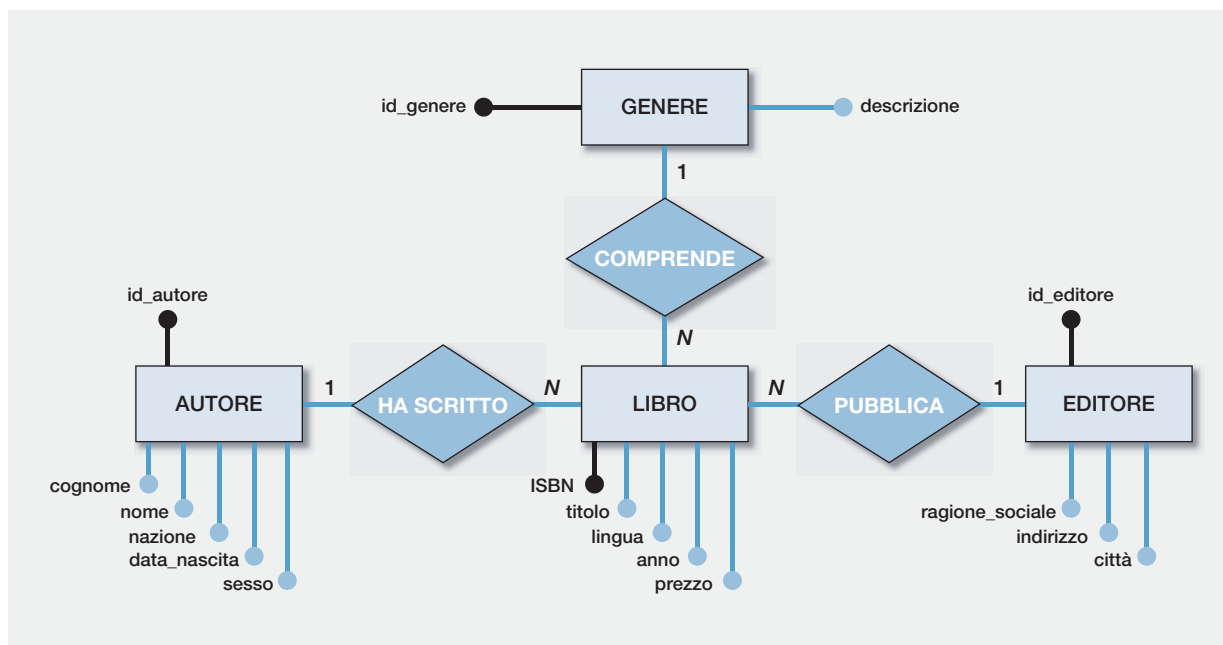 id_genere
GENERE
descrizione
1
COMPRENDE
N
id_autore
id_editore
AUTORE
1
HA SCRITTO
N
LIBRO
N
PUBBLICA
1
EDITORE
cognome
nome
nazione
data_nascita
sesso
ISBN
titolo
lingua
anno
prezzo
ragione_sociale
indirizzo
città